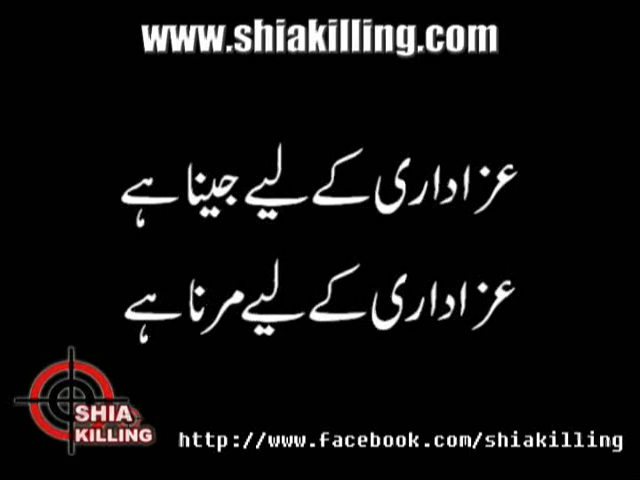 www.shiakilling.com
عزاداری کے لیے جینا ہے
عزاداری کے لیے مرنا ہے
SHIA
KILLING
http://www.facebook.com/shiakilling